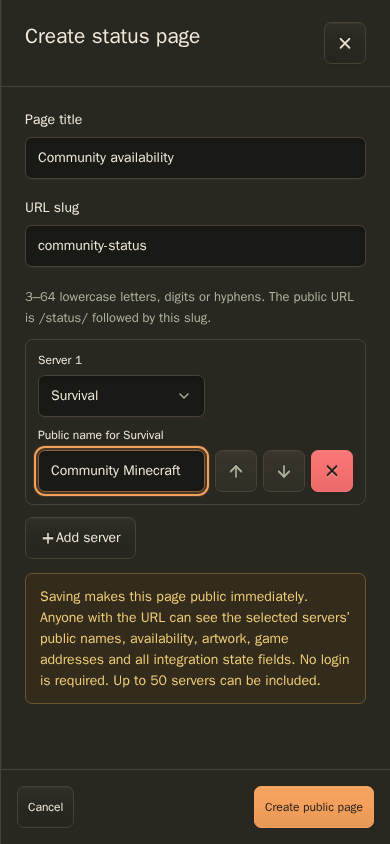 Create status page
Page title
Community availability
URL slug
community-status
3–64 lowercase letters, digits or hyphens. The public URL
is /status/ followed by this slug.
Server 1
Survival
Public name for Survival
Community Minecraft
Add server
Saving makes this page public immediately.
Anyone with the URL can see the selected servers’
public names, availability, artwork, game
addresses and all integration state fields. No login
is required. Up to 50 servers can be included.
Cancel
Create public page